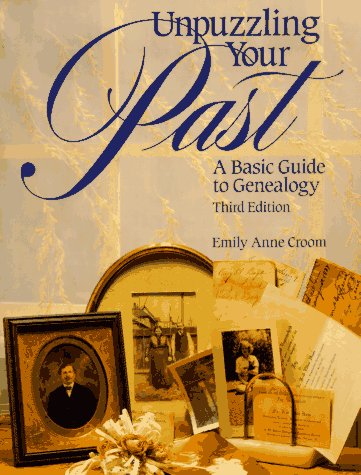 Unpuzzling
Your
Past
A Basic Guide
to Genealogy
Third Edition
Emily Anne Croom